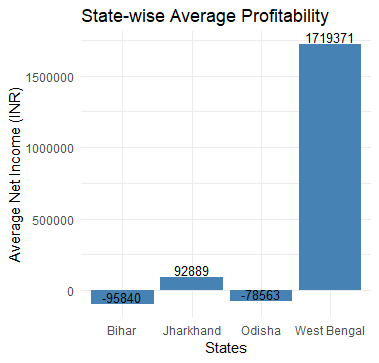 State-wise Average Profitability
Average Net Income (INR)
1500000
1000000
500000
0
-95840
92889
-78563
1719371
Bihar
Jharkhand
Odisha
West Bengal
States